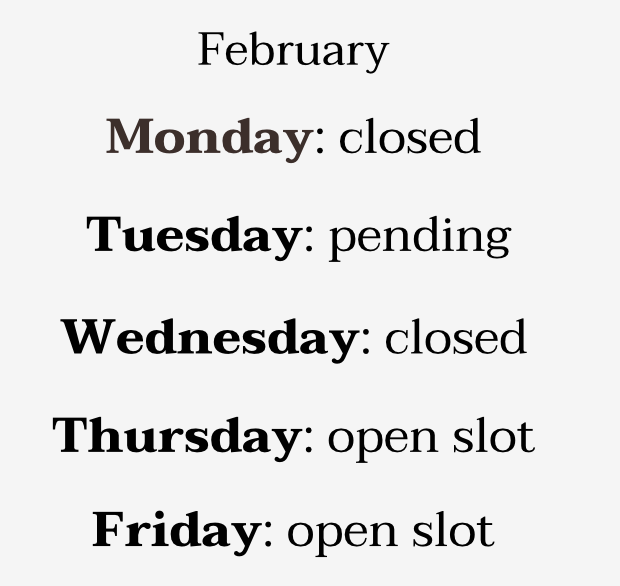 February
Monday: closed
Tuesday: pending
Wednesday: closed
Thursday: open slot
Friday: open slot